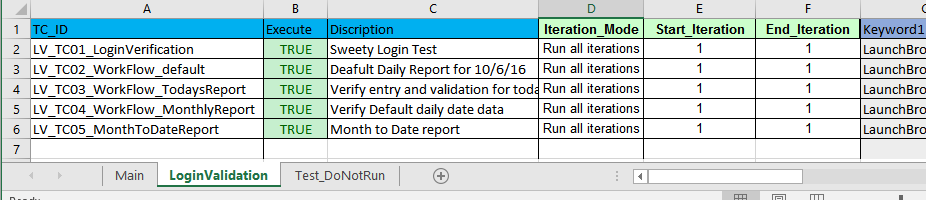 A B C D E F
1 TC_ID Execute Discription Iteration_Mode Start_Iteration End_Iteration Keyword1
2 LV_TC01_LoginVerification TRUE Sweety Login Test Run all iterations 1 1 LaunchBro
3 LV_TC02_WorkFlow_default TRUE Deafult Daily Report for 10/6/16 Run all iterations 1 1 LaunchBro
4 LV_TC03_WorkFlow_TodaysReport TRUE Verify entry and validation for toda Run all iterations 1 1 LaunchBro
5 LV_TC04_WorkFlow_MonthlyReport TRUE Verify Default daily date data Run all iterations 1 1 LaunchBro
6 LV_TC05_MonthToDateReport TRUE Month to Date report Run all iterations 1 1 LaunchBro
7
Main LoginValidation Test_DoNotRun